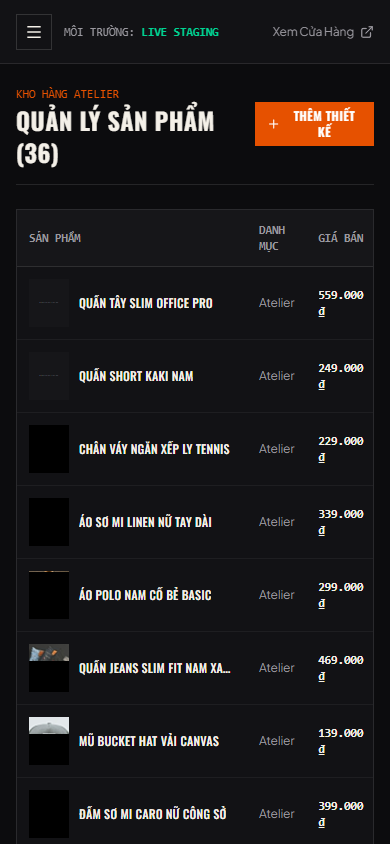 MÔI TRƯỜNG: LIVE STAGING
Xem Cửa Hàng
KHO HÀNG ATELIER
QUẢN LÝ SẢN PHẨM
(36)
+ THÊM THIẾT
KẾ
SẢN PHẨM
DANH
MỤC
GIÁ BÁN
QUẦN TÂY SLIM OFFICE PRO
Atelier
559.000
₫
QUẦN SHORT KAKI NAM
Atelier
249.000
₫
CHÂN VÁY NGẮN XẾP LY TENNIS
Atelier
229.000
₫
ÁO SƠ MI LINEN NỮ TAY DÀI
Atelier
339.000
₫
ÁO POLO NAM CỔ BẺ BASIC
Atelier
299.000
₫
QUẦN JEANS SLIM FIT NAM XA...
Atelier
469.000
₫
MŨ BUCKET HAT VẢI CANVAS
Atelier
139.000
₫
ĐẦM SƠ MI CARO NỮ CÔNG SỞ
Atelier
399.000
₫